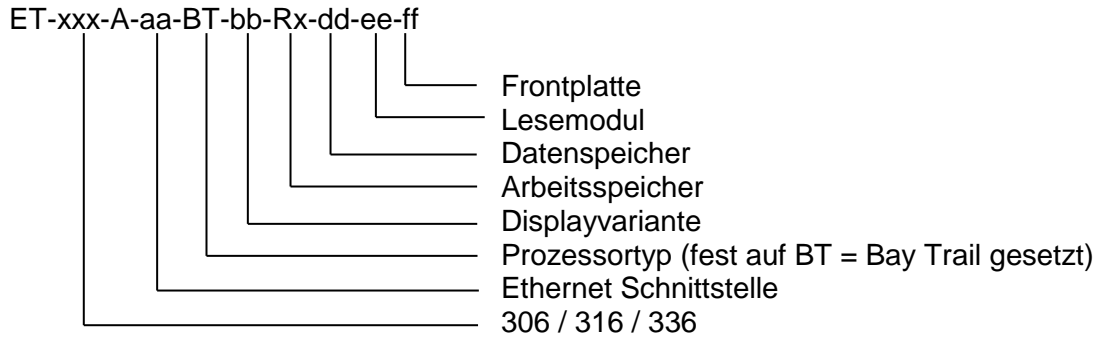 ET-xxx-A-aa-BT-bb-Rx-dd-ee-ff
Frontplatte
Lesemodul
Datenspeicher
Arbeitsspeicher
Displayvariante
Prozessortyp (fest auf BT = Bay Trail gesetzt)
Ethernet Schnittstelle
306 / 316 / 336